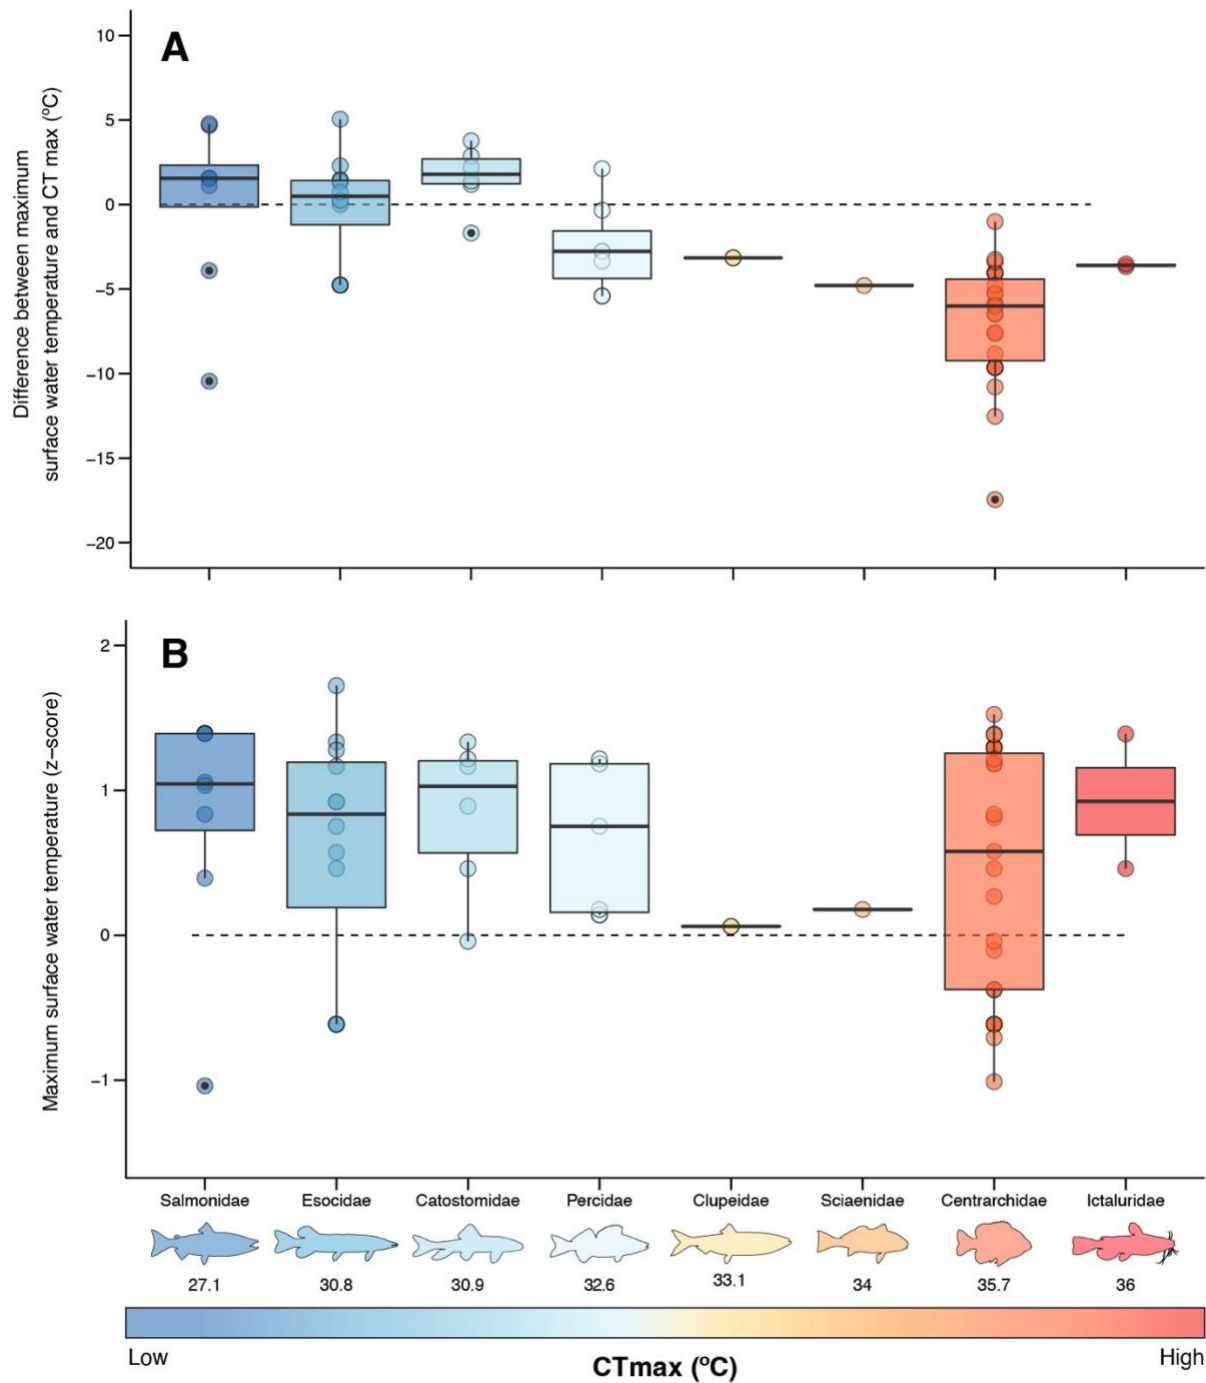 A
Difference between maximum
surface water temperature and CT max (ºC)
10
5
0
−5
−10
−15
−20
B
Maximum surface water temperature (z−score)
2
1
0
−1
Salmonidae Esocidae Catostomidae Percidae Clupeidae Sciaenidae Centrarchidae Ictaluridae
27.1 30.8 30.9 32.6 33.1 34 35.7 36
Low High
CTmax (ºC)